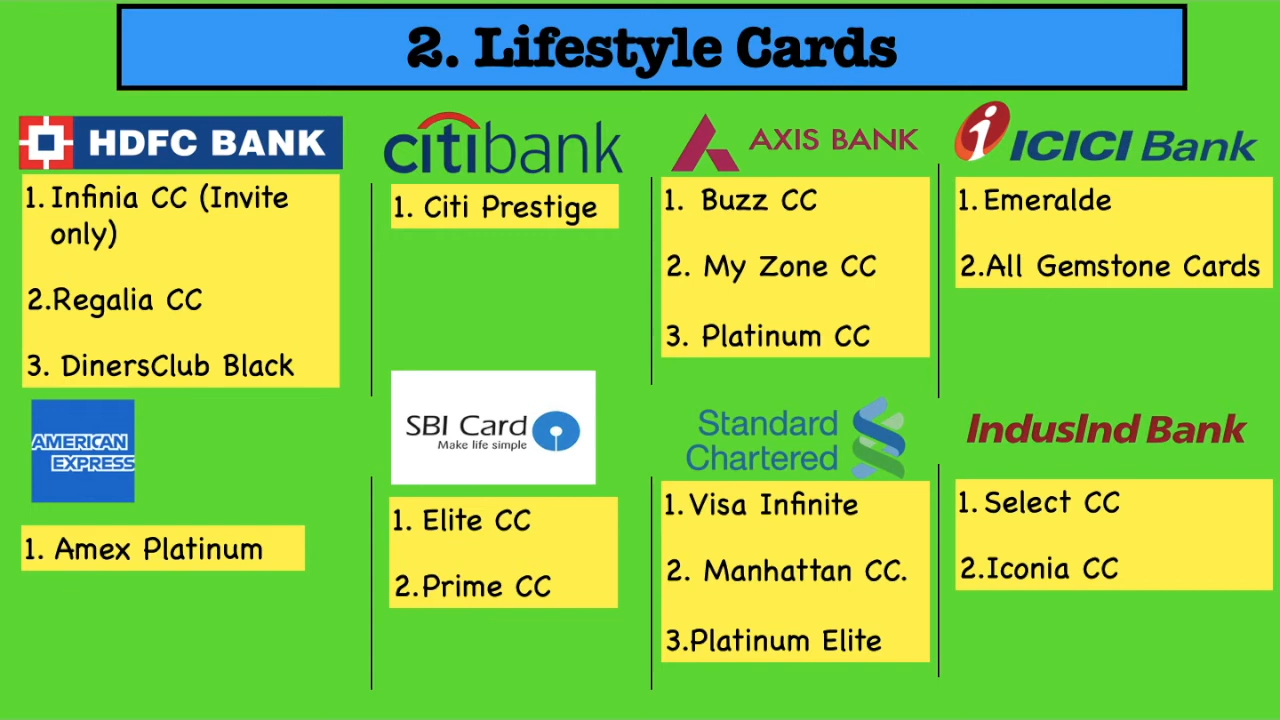 2. Lifestyle Cards
HDFC BANK
1. Infinia CC (Invite
only)
2.Regalia CC
3. DinersClub Black
citibank
1. Citi Prestige
AXIS BANK
1. Buzz CC
2. My Zone CC
3. Platinum CC
ICICI Bank
1. Emeralde
2.All Gemstone Cards
AMERICAN
EXPRESS
1. Amex Platinum
SBI Card
Make life simple
1. Elite CC
2.Prime CC
Standard
Chartered
1. Visa Infinite
2. Manhattan CC.
3.Platinum Elite
IndusInd Bank
1. Select CC
2.Iconia CC